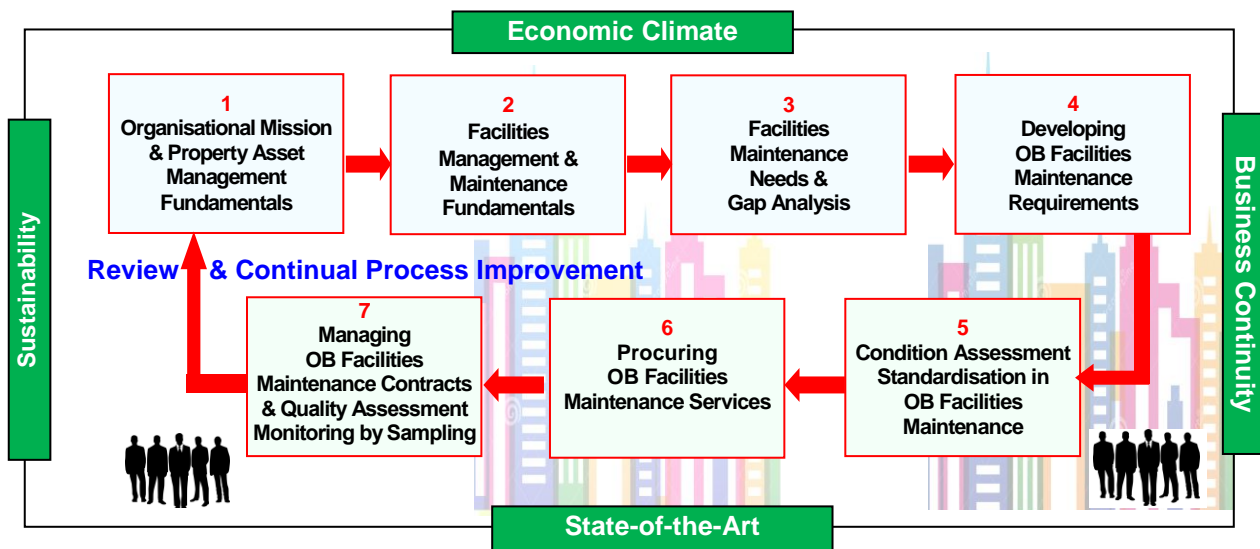 Economic Climate
1
Organisational Mission
& Property Asset
Management
Fundamentals
2
Facilities
Management &
Maintenance
Fundamentals
3
Facilities
Maintenance
Needs &
Gap Analysis
4
Developing
OB Facilities
Maintenance
Requirements
Sustainability
Business Continuity
Review & Continual Process Improvement
7
Managing
OB Facilities
Maintenance Contracts
& Quality Assessment
Monitoring by Sampling
6
Procuring
OB Facilities
Maintenance Services
5
Condition Assessment
Standardisation in
OB Facilities
Maintenance
State-of-the-Art